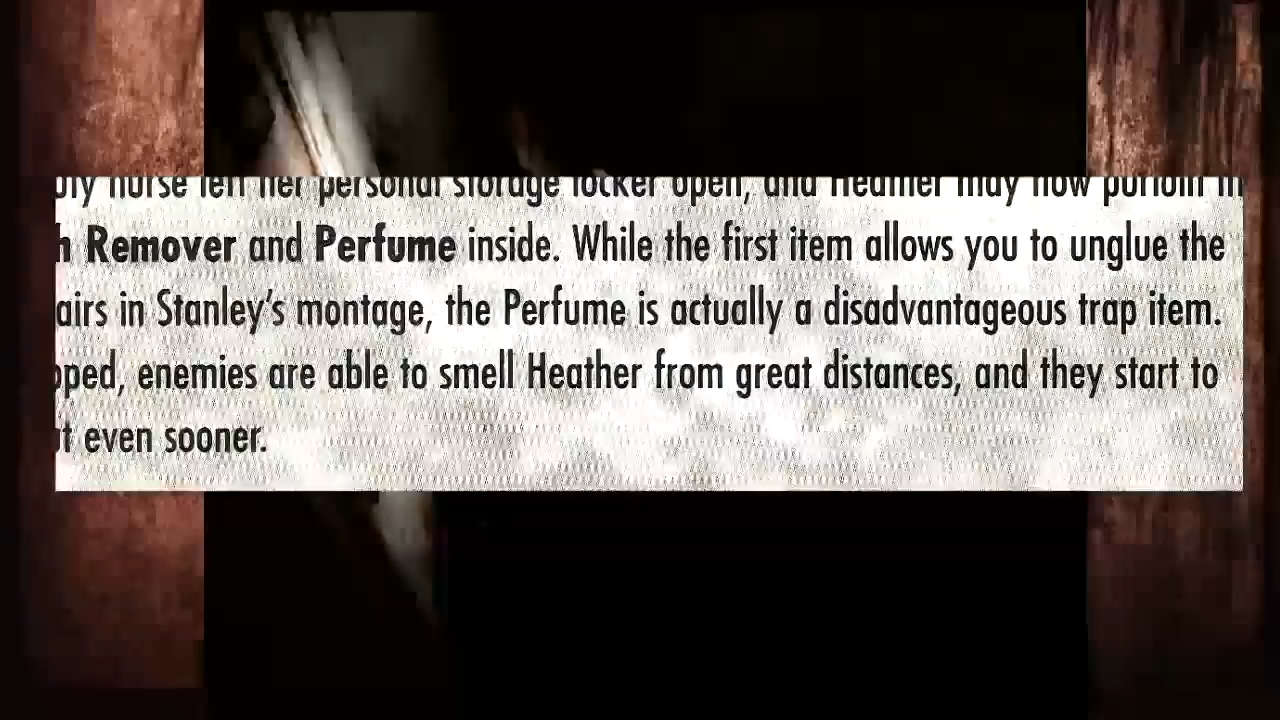 nurse left her personal storage locker open, and Heather may now purloin
h Remover and Perfume inside. While the first item allows you to unglue the
airs in Stanley's montage, the Perfume is actually a disadvantageous trap item.
pped, enemies are able to smell Heather from great distances, and they start to
even sooner.